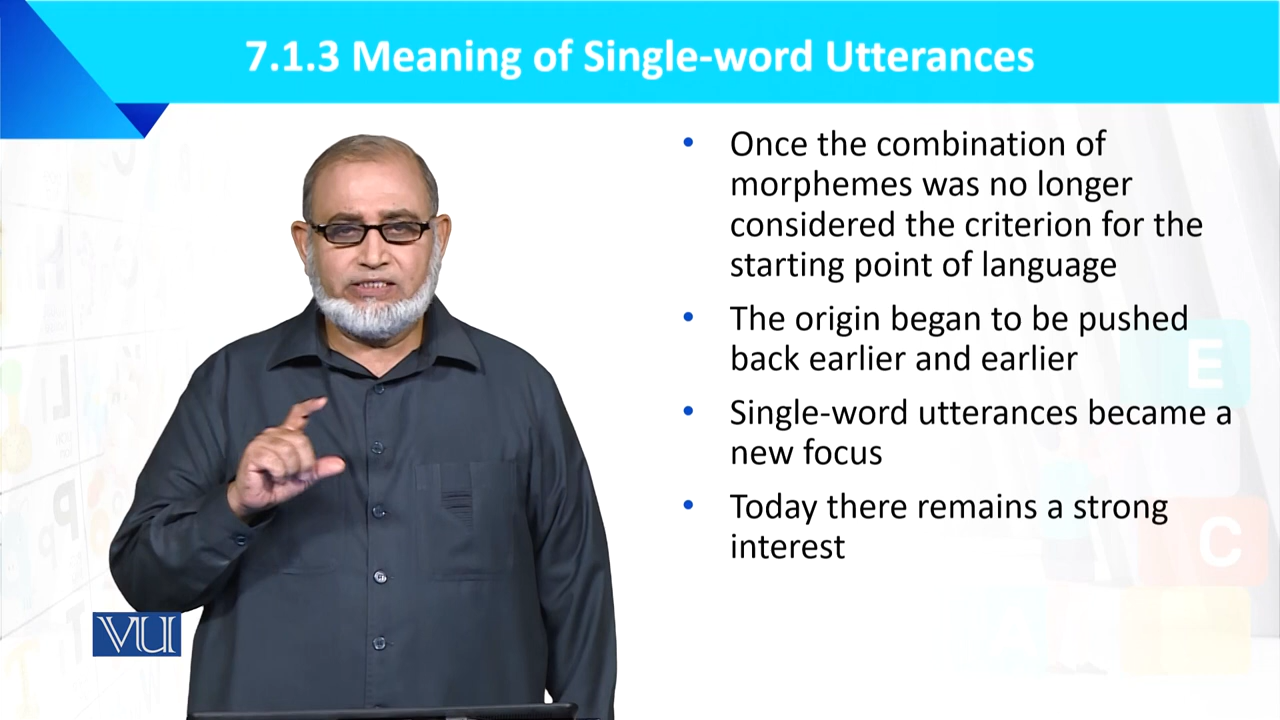 7.1.3 Meaning of Single-word Utterances
• Once the combination of
morphemes was no longer
considered the criterion for the
starting point of language
• The origin began to be pushed
back earlier and earlier
• Single-word utterances became a
new focus
• Today there remains a strong
interest
VU
E
C
A